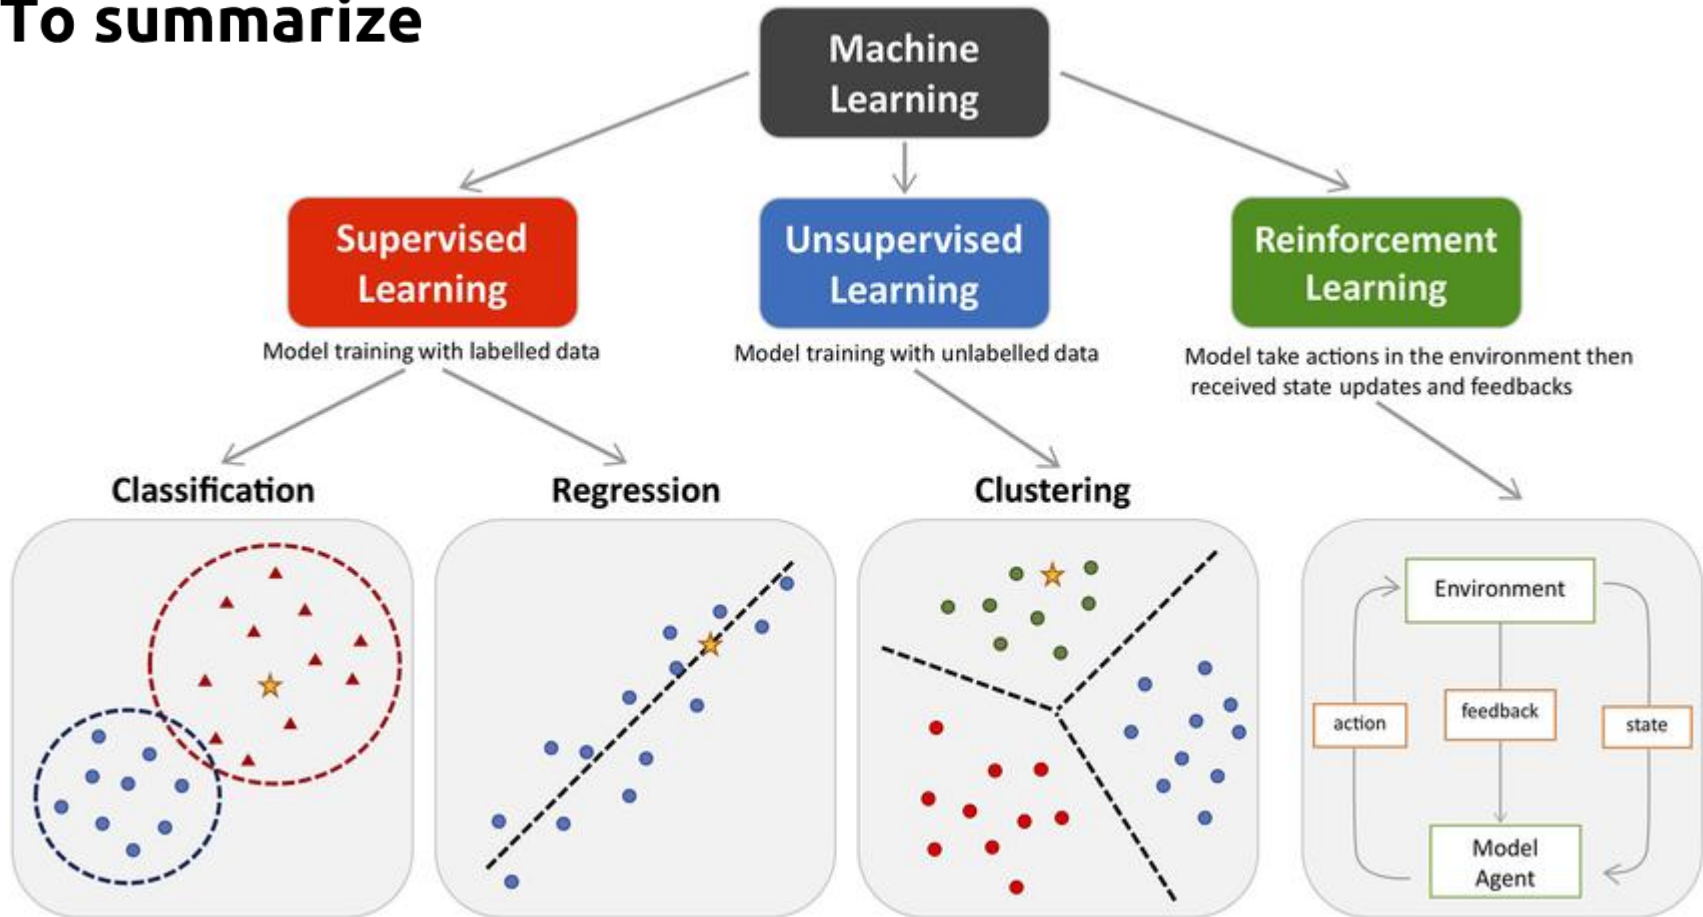 To summarize
Machine
Learning
Supervised
Learning
Unsupervised
Learning
Reinforcement
Learning
Model training with labelled data
Model training with unlabelled data
Model take actions in the environment then
received state updates and feedbacks
Classification
Regression
Clustering
Environment
action
feedback
state
Model
Agent